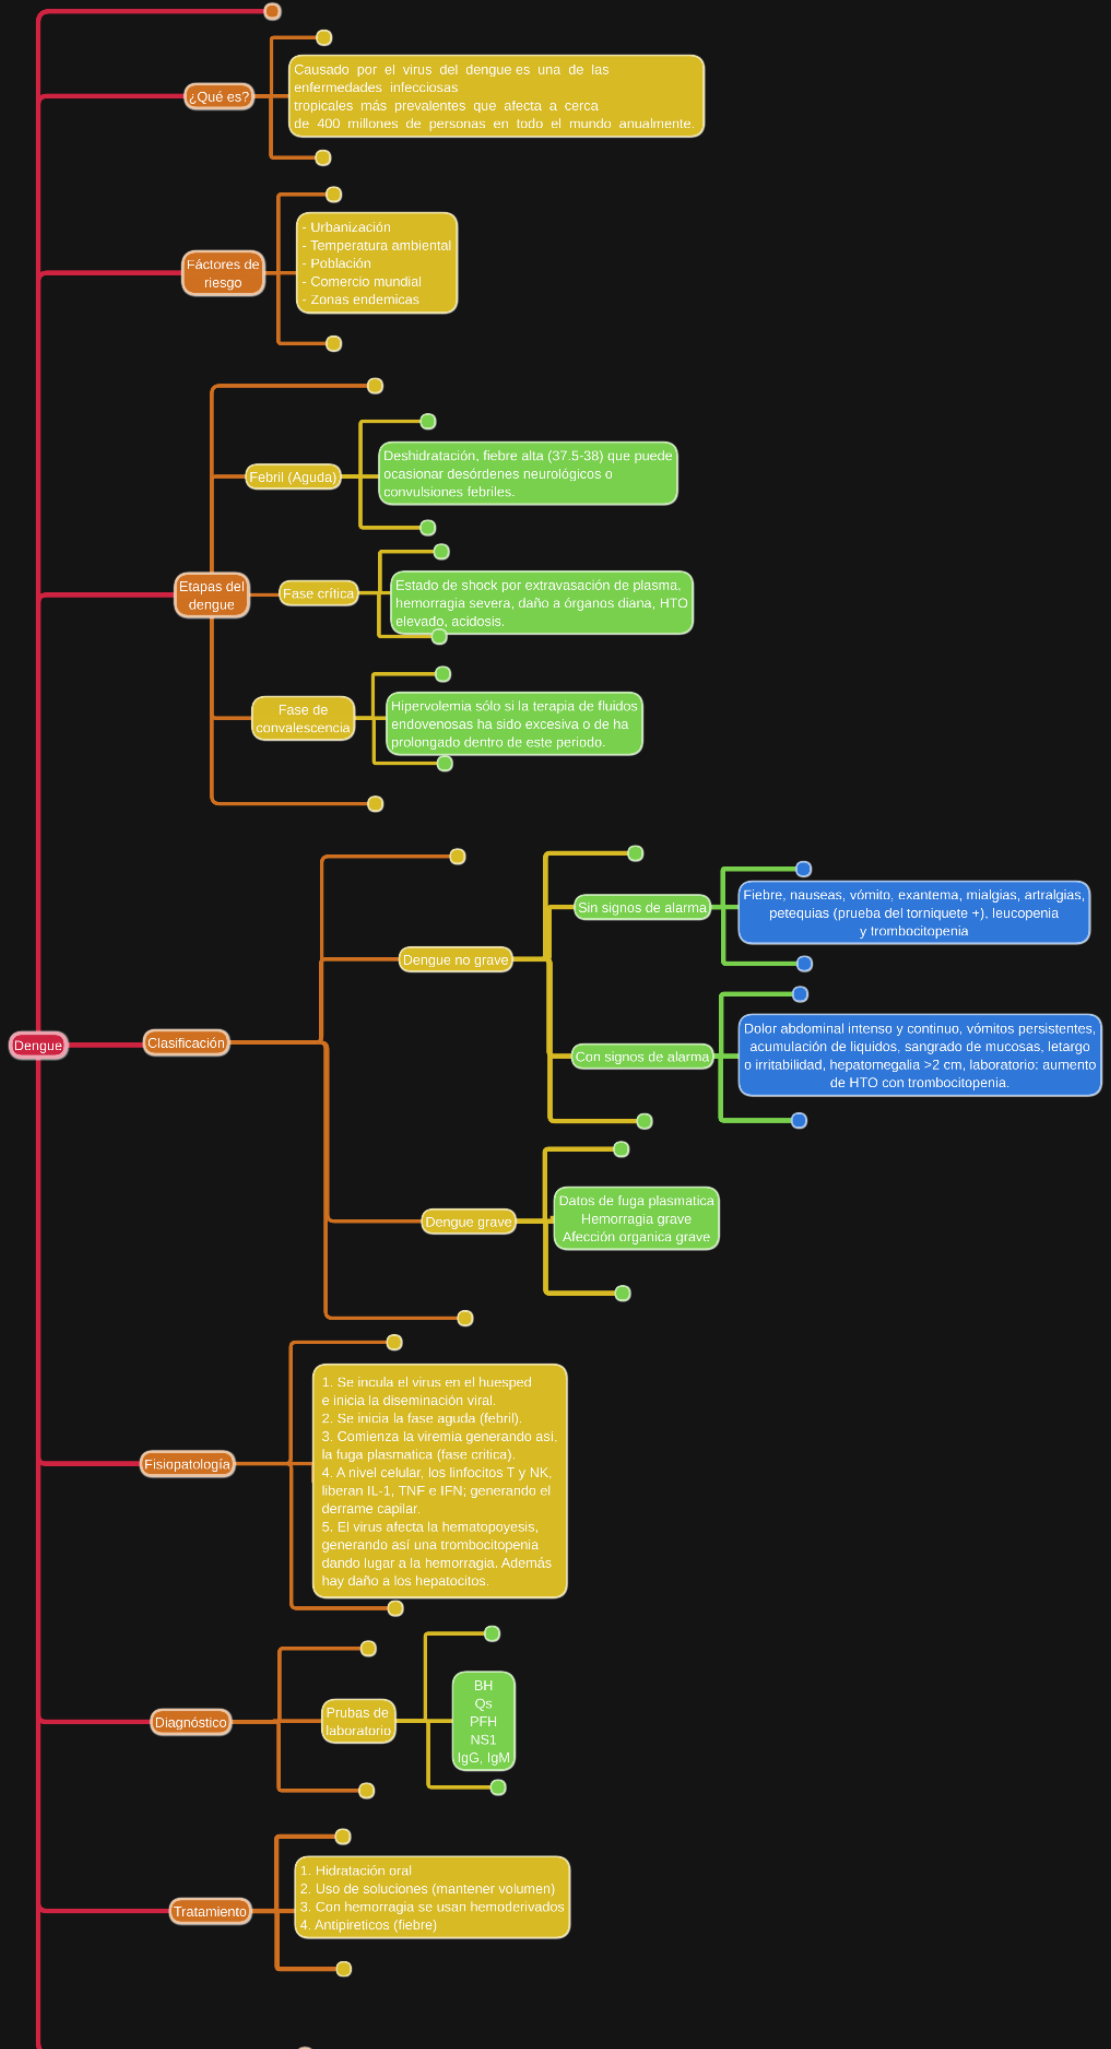 ¿Qué es?
Causado por el virus del dengue es una de las
enfermedades infecciosas
tropicales más prevalentes que afecta a cerca
de 400 millones de personas en todo el mundo anualmente.
Fáctores de
riesgo
- Urbanización
- Temperatura ambiental
- Población
- Comercio mundial
- Zonas endemicas
Etapas del
dengue
Febril (Aguda)
Deshidratación, fiebre alta (37.5-38) que puede
ocasionar desórdenes neurológicos o
convulsiones febriles.
Fase crítica
Estado de shock por extravasación de plasma,
hemorragia severa, daño a órganos diana, HTO
elevado, acidosis.
Fase de
convalescencia
Hipervolemia sólo si la terapia de fluidos
endovenosas ha sido excesiva o de ha
prolongado dentro de este periodo.
Dengue
Clasificación
Dengue no grave
Sin signos de alarma
Fiebre, nauseas, vómito, exantema, mialgias, artralgias,
petequias (prueba del torniquete +), leucopenia
y trombocitopenia
Con signos de alarma
Dolor abdominal intenso y continuo, vómitos persistentes,
acumulación de liquidos, sangrado de mucosas, letargo
o irritabilidad, hepatomegalia >2 cm, laboratorio: aumento
de HTO con trombocitopenia.
Dengue grave
Datos de fuga plasmatica
Hemorragia grave
Afección organica grave
Fisiopatología
1. Se incula el virus en el huesped
e inicia la diseminación viral.
2. Se inicia la fase aguda (febril).
3. Comienza la viremia generando así,
la fuga plasmatica (fase critica).
4. A nivel celular, los linfocitos T y NK,
liberan IL-1, TNF e IFN; generando el
derrame capilar.
5. El virus afecta la hematopoyesis,
generando así una trombocitopenia
dando lugar a la hemorragia. Además
hay daño a los hepatocitos.
Diagnóstico
Prubas de
laboratorio
BH
Qs
PFH
NS1
IgG, IgM
Tratamiento
1. Hidratación oral
2. Uso de soluciones (mantener volumen)
3. Con hemorragia se usan hemoderivados
4. Antipireticos (fiebre)